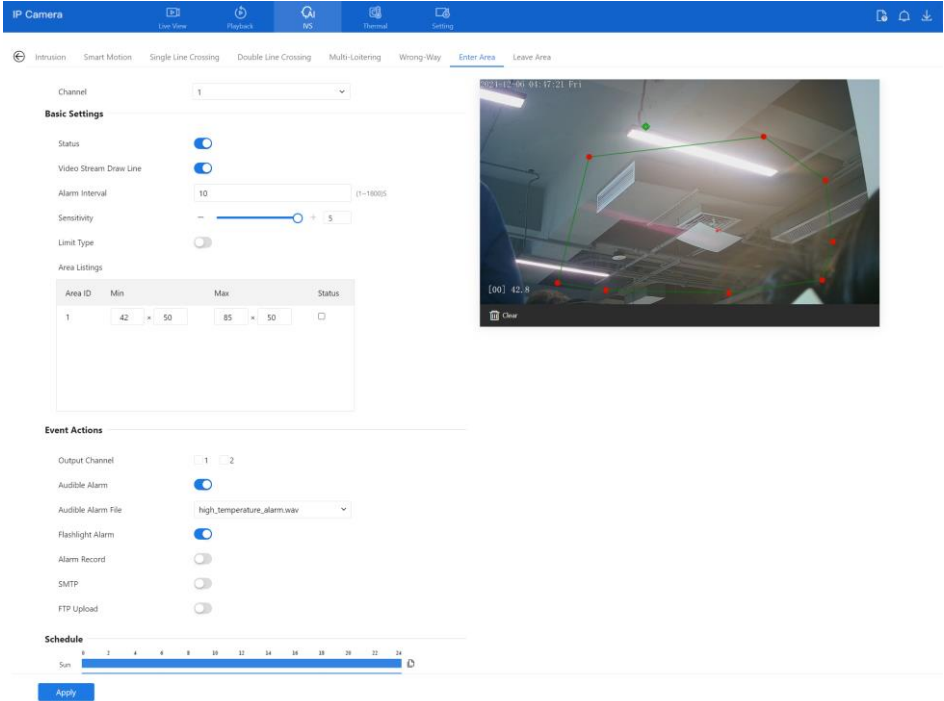 IP Camera
Live View
Playback
IVS
Thermal
Setting
Intrusion Smart Motion Single Line Crossing Double Line Crossing Multi-Loitering Wrong-Way Enter Area Leave Area
Channel 1
Basic Settings
Status
Video Stream Draw Line
Alarm Interval 10 (1~1800)S
Sensitivity − + 5
Limit Type
Area Listings
Area ID Min Max Status
1 42 × 50 85 × 50
[00] 42.8
Clear
Event Actions
Output Channel 1 2
Audible Alarm
Audible Alarm File high_temperature_alarm.wav
Flashlight Alarm
Alarm Record
SMTP
FTP Upload
Schedule
0 2 4 6 8 10 12 14 16 18 20 22 24
Sun
Apply